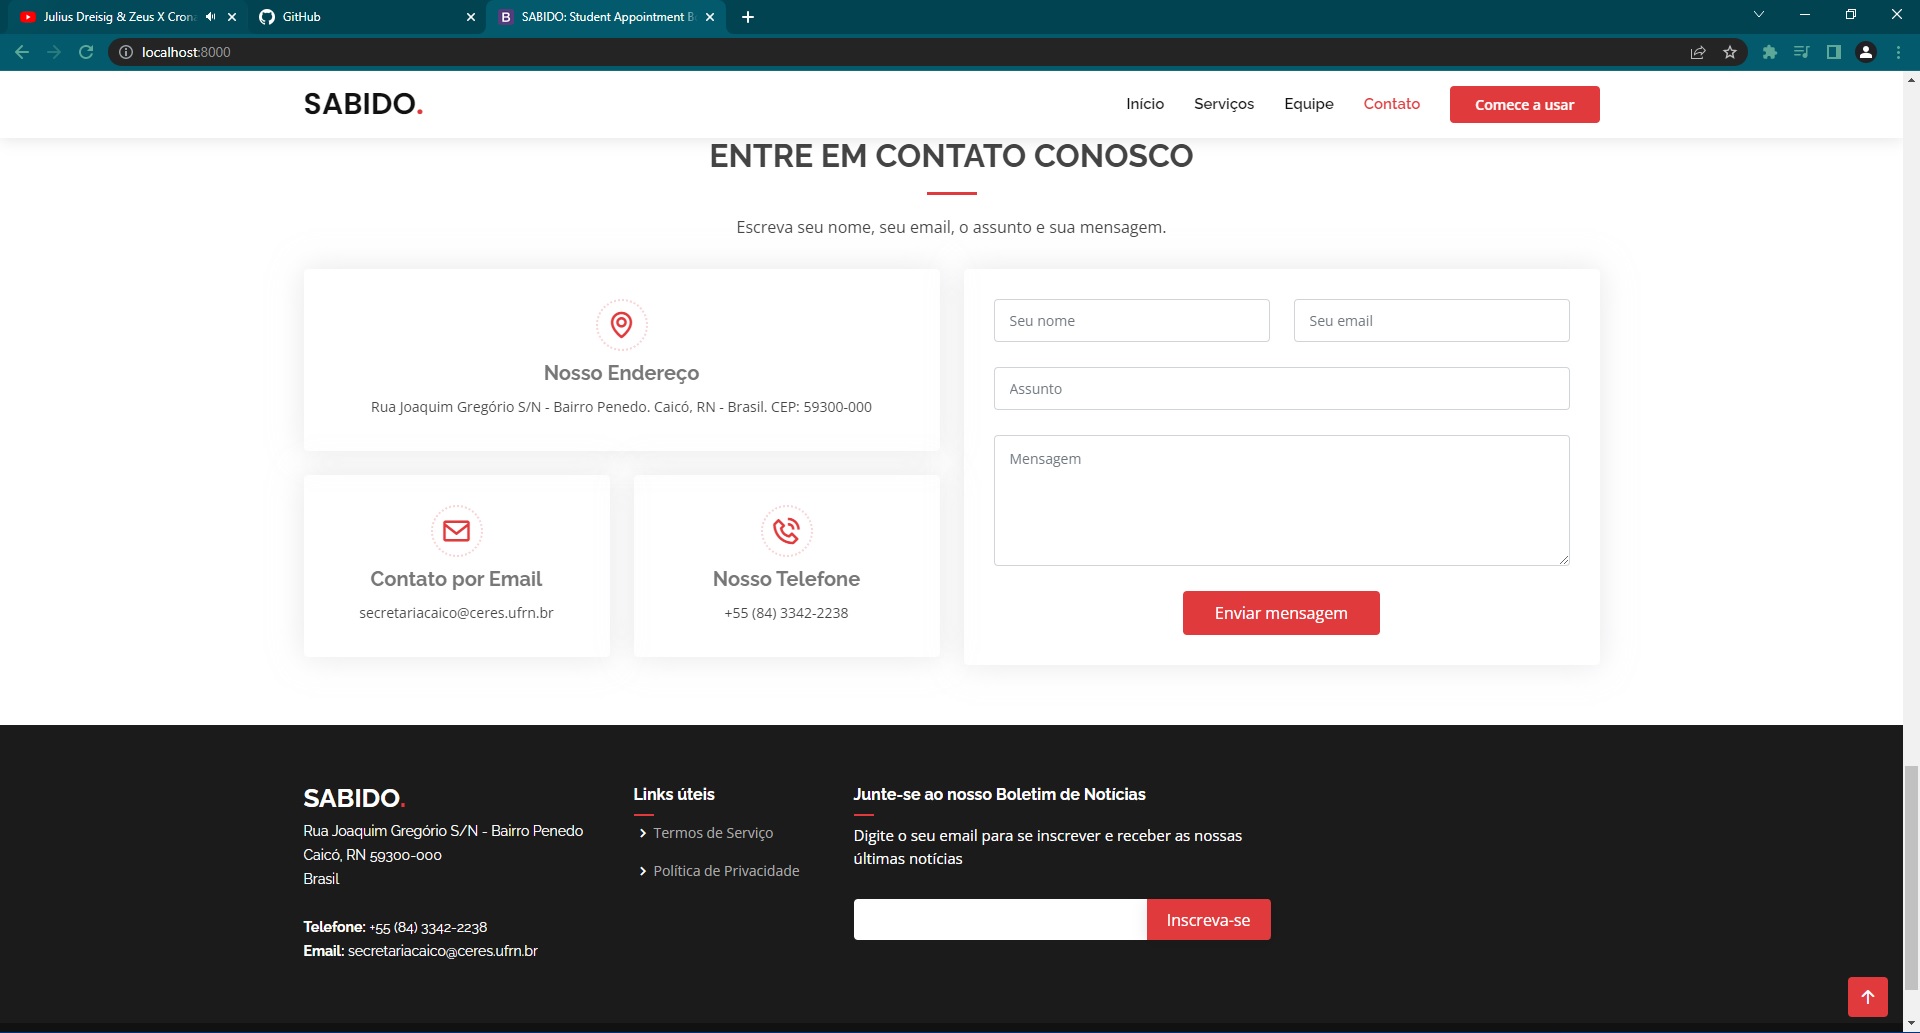 Julius Dreisig & Zeus X Crona
GitHub
SABIDO: Student Appointment B
localhost:8000
SABIDO.
Início
Serviços
Equipe
Contato
Comece a usar
ENTRE EM CONTATO CONOSCO
Escreva seu nome, seu email, o assunto e sua mensagem.
Nosso Endereço
Rua Joaquim Gregório S/N - Bairro Penedo. Caicó, RN - Brasil. CEP: 59300-000
Contato por Email
secretariacaico@ceres.ufrn.br
Nosso Telefone
+55 (84) 3342-2238
Seu nome
Seu email
Assunto
Mensagem
Enviar mensagem
SABIDO.
Rua Joaquim Gregório S/N - Bairro Penedo
Caicó, RN 59300-000
Brasil
Telefone: +55 (84) 3342-2238
Email: secretariacaico@ceres.ufrn.br
Links úteis
Termos de Serviço
Política de Privacidade
Junte-se ao nosso Boletim de Notícias
Digite o seu email para se inscrever e receber as nossas
últimas notícias
Inscreva-se